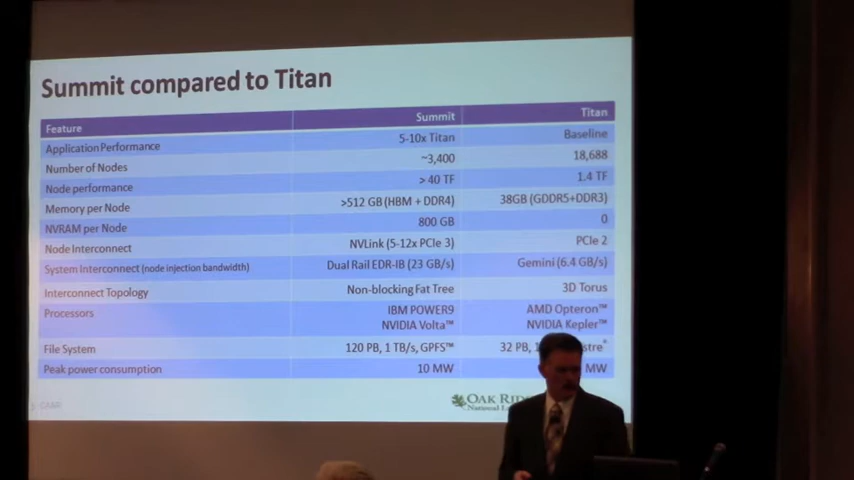 Summit compared to Titan
Feature Summit Titan
Application Performance 5-10x Titan Baseline
Number of Nodes ~3,400 18,688
Node performance > 40 TF 1.4 TF
Memory per Node >512 GB (HBM + DDR4) 38GB (GDDR5+DDR3)
NVRAM per Node 800 GB 0
Node Interconnect NVLink (5-12x PCIe 3) PCIe 2
System Interconnect (node injection bandwidth) Dual Rail EDR-IB (23 GB/s) Gemini (6.4 GB/s)
Interconnect Topology Non-blocking Fat Tree 3D Torus
Processors IBM POWER9 AMD Opteron™
NVIDIA Volta™ NVIDIA Kepler™
File System 120 PB, 1 TB/s, GPFS™ 32 PB, stre®
Peak power consumption 10 MW MW
OAK RID
National